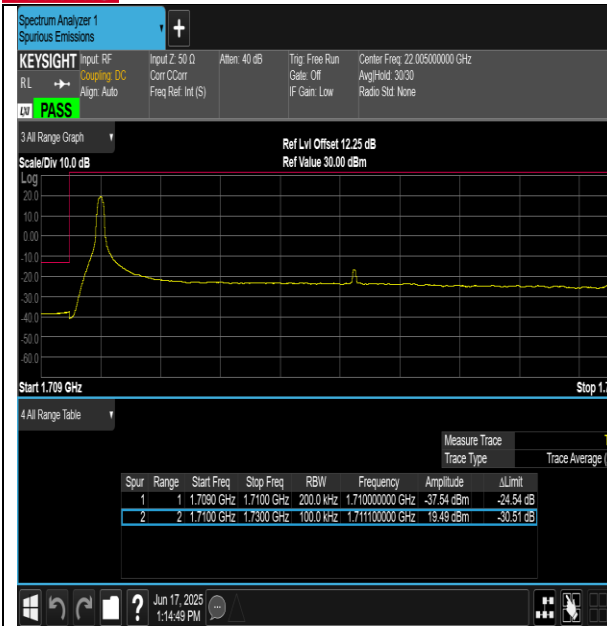 Spectrum Analyzer 1
Spurious Emissions
+
KEYSIGHT Input: RF Input Z: 50 Ω Atten: 40 dB Trig: Free Run Center Freq: 22.005000000 GHz
RL Coupling: DC Corr CCorr Gate: Off Avg|Hold: 30/30
Align: Auto Freq Ref: Int (S) IF Gain: Low Radio Std: None
LXI PASS
3 All Range Graph Ref Lvl Offset 12.25 dB
Scale/Div 10.0 dB Ref Value 30.00 dBm
Log
20.0
10.0
0.00
-10.0
-20.0
-30.0
-40.0
-50.0
-60.0
Start 1.709 GHz Stop 1.7
4 All Range Table
Measure Trace
Trace Type Trace Average (
Spur Range Start Freq Stop Freq RBW Frequency Amplitude ΔLimit
1 1 1.7090 GHz 1.7100 GHz 200.0 kHz 1.710000000 GHz -37.54 dBm -24.54 dB
2 2 1.7100 GHz 1.7300 GHz 100.0 kHz 1.711100000 GHz 19.49 dBm -30.51 dB
? Jun 17, 2025
1:14:49 PM